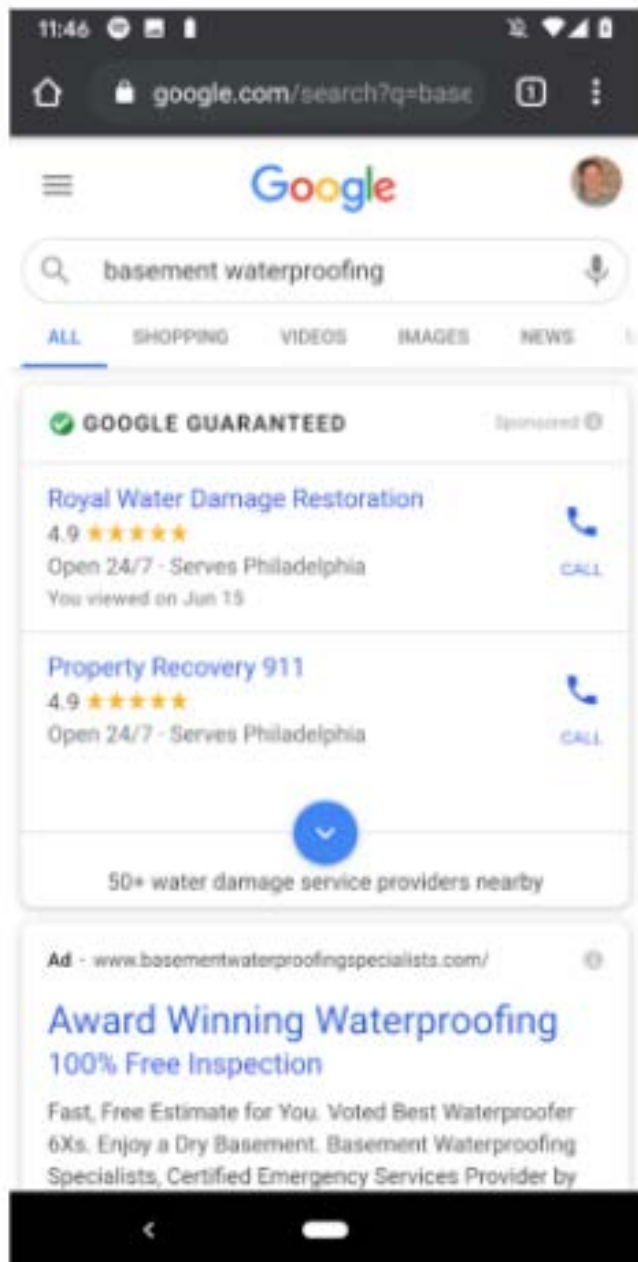 11:46
google.com/search?q=base
1
Google
basement waterproofing
ALL SHOPPING VIDEOS IMAGES NEWS
GOOGLE GUARANTEED Sponsored
Royal Water Damage Restoration
4.9
Open 24/7 · Serves Philadelphia
CALL
You viewed on Jun 15
Property Recovery 911
4.9
Open 24/7 · Serves Philadelphia
CALL
50+ water damage service providers nearby
Ad · www.basementwaterproofingspecialists.com/
Award Winning Waterproofing
100% Free Inspection
Fast, Free Estimate for You. Voted Best Waterproofer
6Xs. Enjoy a Dry Basement. Basement Waterproofing
Specialists, Certified Emergency Services Provider by